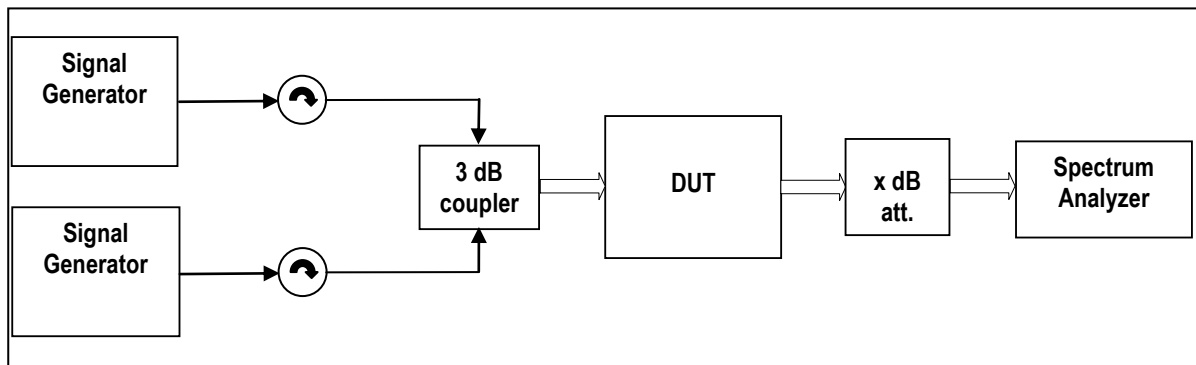 Signal
Generator
3 dB
coupler
DUT
x dB
att.
Spectrum
Analyzer
Signal
Generator